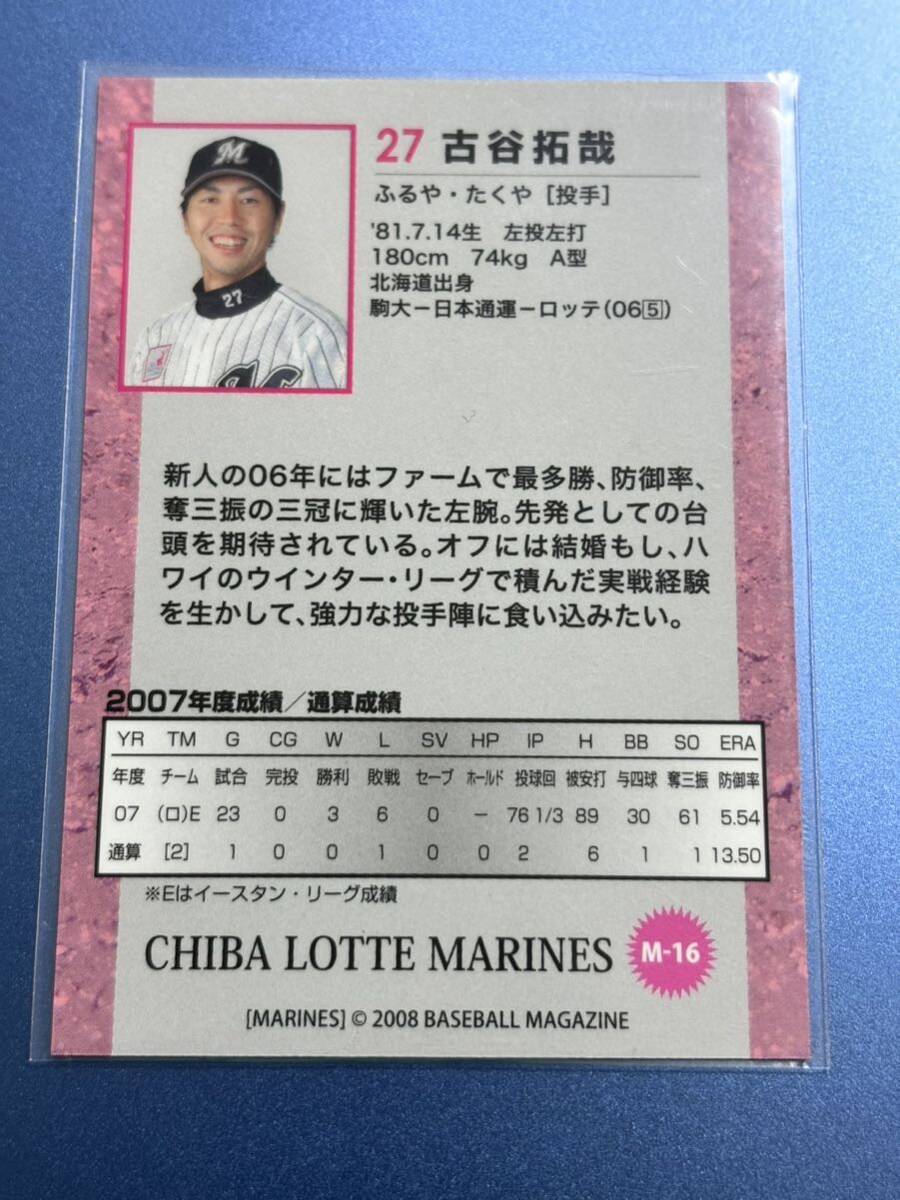 27 古谷拓哉
ふるや・たくや [投手]
'81.7.14生 左投左打
180cm 74kg A型
北海道出身
駒大−日本通運−ロッテ(06[5])
M
27
新人の06年にはファームで最多勝、防御率、
奪三振の三冠に輝いた左腕。先発としての台
頭を期待されている。オフには結婚もし、ハ
ワイのウインター・リーグで積んだ実戦経験
を生かして、強力な投手陣に食い込みたい。
2007年度成績／通算成績
YR TM G CG W L SV HP IP H BB SO ERA
年度 チーム 試合 完投 勝利 敗戦 セーブ ホールド 投球回 被安打 与四球 奪三振 防御率
07 (ロ)E 23 0 3 6 0 − 76 1/3 89 30 61 5.54
通算 [2] 1 0 0 1 0 0 2 6 1 1 13.50
※Eはイースタン・リーグ成績
CHIBA LOTTE MARINES M-16
[MARINES] © 2008 BASEBALL MAGAZINE